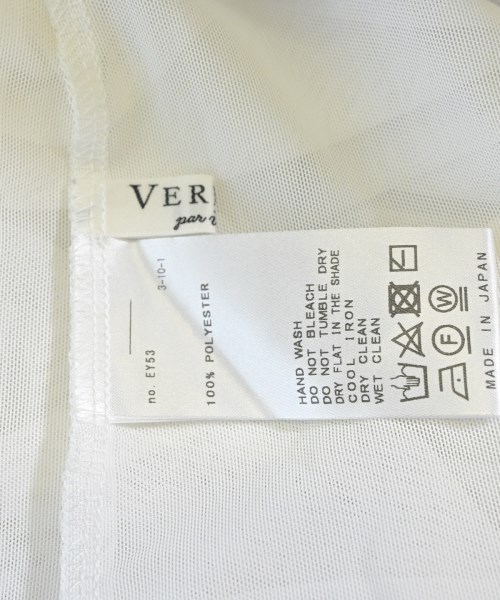 VER
par
3-10-1
no. EY53
100% POLYESTER
HAND WASH
DO NOT BLEACH
DO NOT TUMBLE DRY
DRY FLAT IN THE SHADE
COOL IRON
DRY CLEAN
WET CLEAN
F
W
MADE IN JAPAN